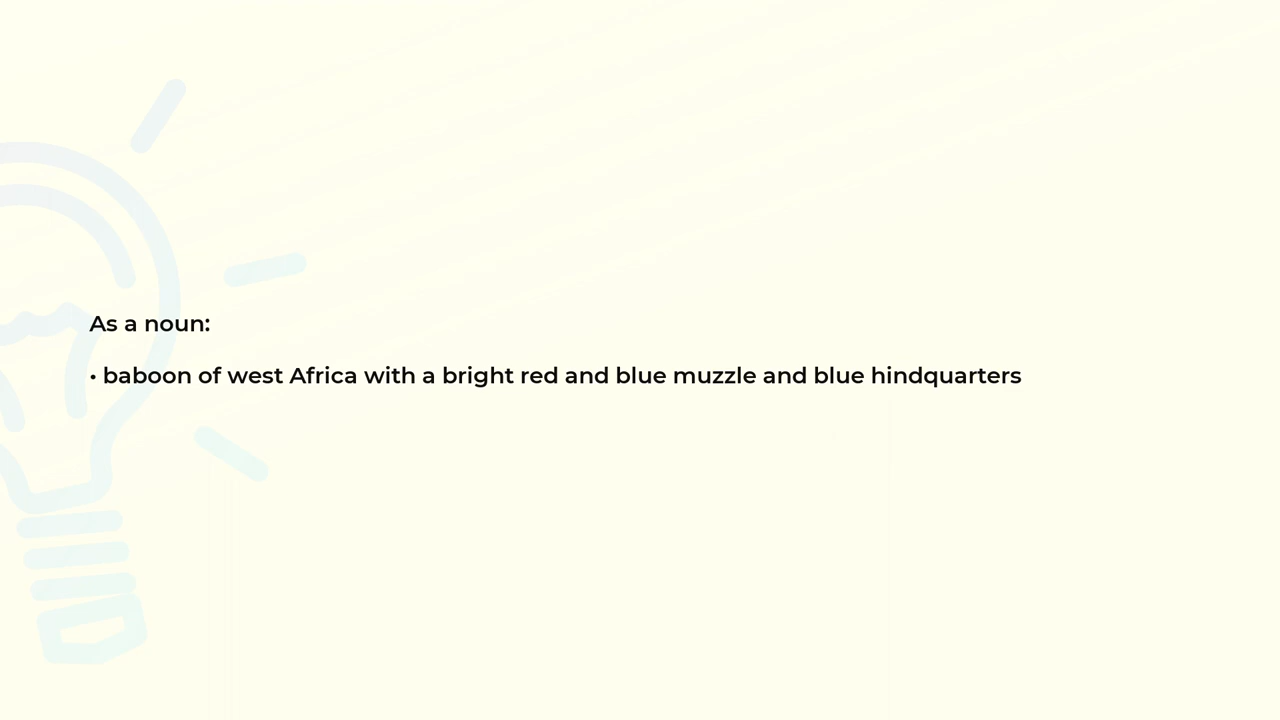 As a noun:
• baboon of west Africa with a bright red and blue muzzle and blue hindquarters